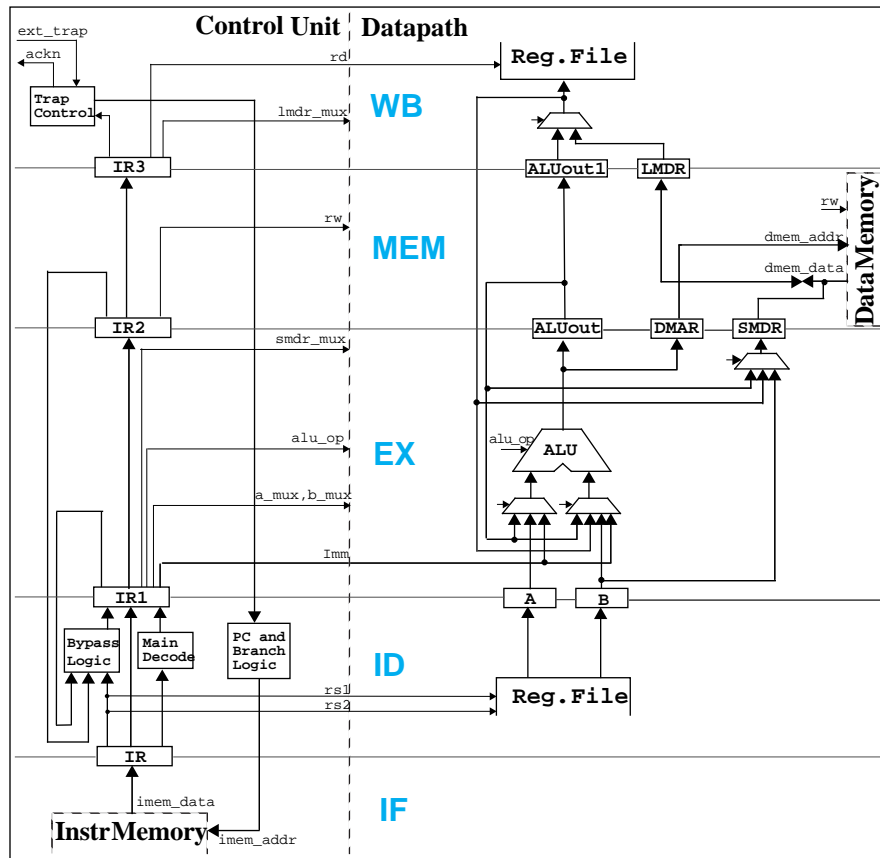 Control Unit
Datapath
ext_trap
ackn
Trap
Control
rd
Reg.File
lmdr_mux
WB
IR3
ALUout1
LMDR
rw
rw
MEM
dmem_addr
dmem_data
DataMemory
IR2
ALUout
DMAR
SMDR
smdr_mux
alu_op
alu_op
ALU
EX
a_mux,b_mux
Imm
IR1
A
B
Bypass
Logic
Main
Decode
PC and
Branch
Logic
ID
rs1
rs2
Reg.File
IR
imem_data
IF
InstrMemory
imem_addr